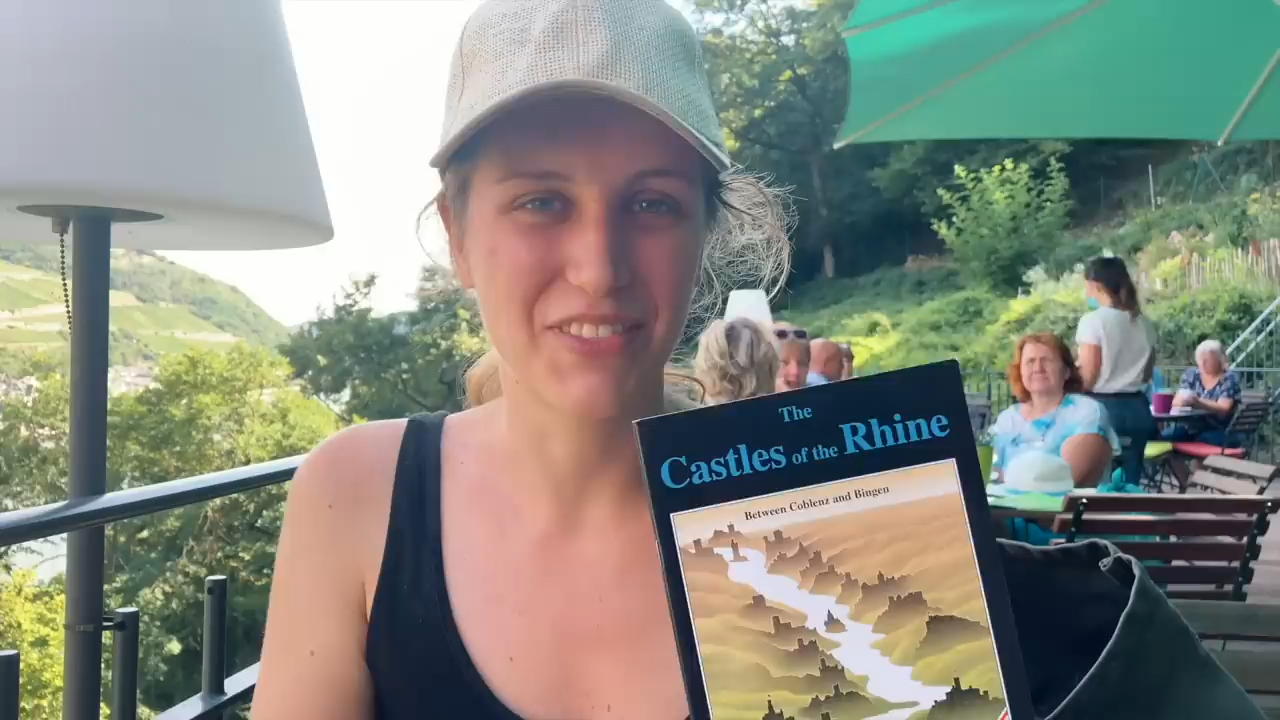 The
Castles of the Rhine
Between Coblenz and Bingen